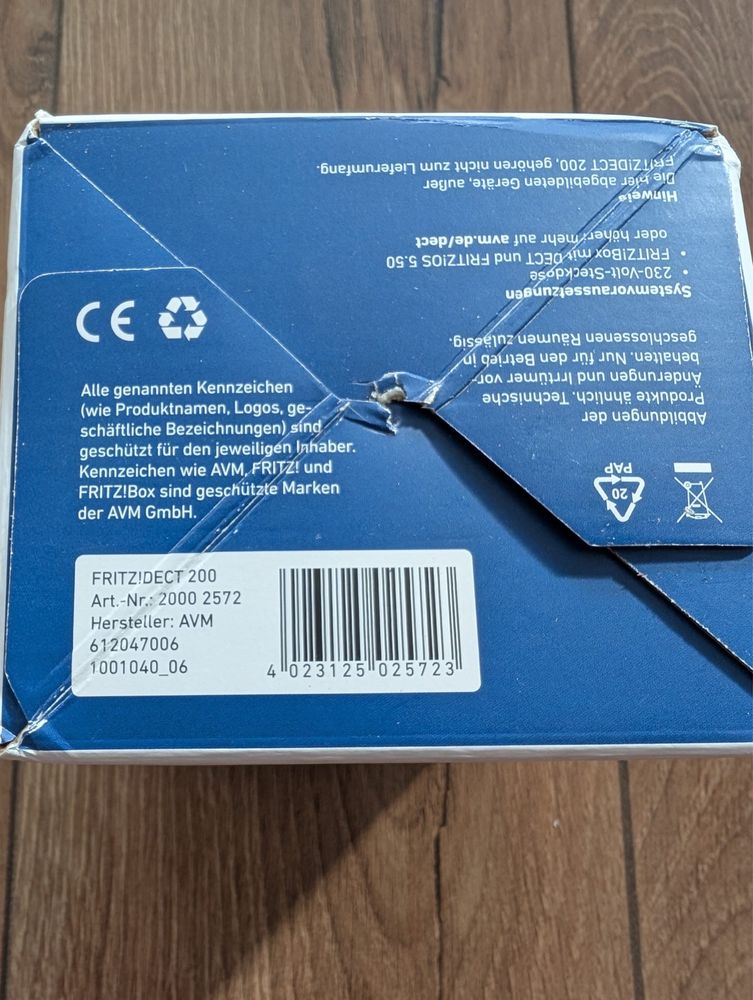 Hinweis
Die hier abgebildeten Geräte, außer
FRITZ!DECT 200, gehören nicht zum Lieferumfang.
Systemvoraussetzungen
• 230-Volt-Steckdose
• FRITZ!Box mit DECT und FRITZ!OS 5.50
oder höher; mehr auf avm.de/dect
Abbildungen der
Produkte ähnlich. Technische
Änderungen und Irrtümer vor-
behalten. Nur für den Betrieb in
geschlossenen Räumen zulässig.
20
PAP
CE
Alle genannten Kennzeichen
(wie Produktnamen, Logos, ge-
schäftliche Bezeichnungen) sind
geschützt für den jeweiligen Inhaber.
Kennzeichen wie AVM, FRITZ! und
FRITZ!Box sind geschützte Marken
der AVM GmbH.
FRITZ!DECT 200
Art.-Nr.: 2000 2572
Hersteller: AVM
612047006
1001040_06
4 023125 025723